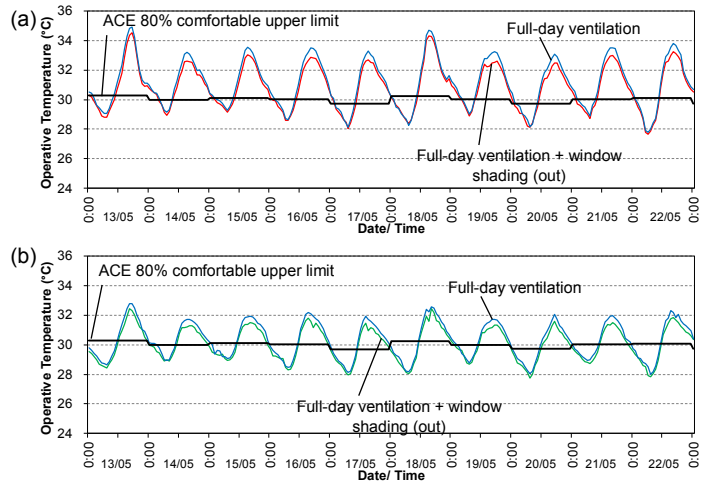 (a)
ACE 80% comfortable upper limit
Full-day ventilation
Full-day ventilation + window
shading (out)
Operative Temperature (°C)
36
34
32
30
28
26
24
0:00 13/05 0:00 14/05 0:00 15/05 0:00 16/05 0:00 17/05 0:00 18/05 0:00 19/05 0:00 20/05 0:00 21/05 0:00 22/05 0:00
Date/ Time
(b)
ACE 80% comfortable upper limit
Full-day ventilation
Full-day ventilation + window
shading (out)
Operative Temperature (°C)
36
34
32
30
28
26
24
0:00 13/05 0:00 14/05 0:00 15/05 0:00 16/05 0:00 17/05 0:00 18/05 0:00 19/05 0:00 20/05 0:00 21/05 0:00 22/05 0:00
Date/ Time